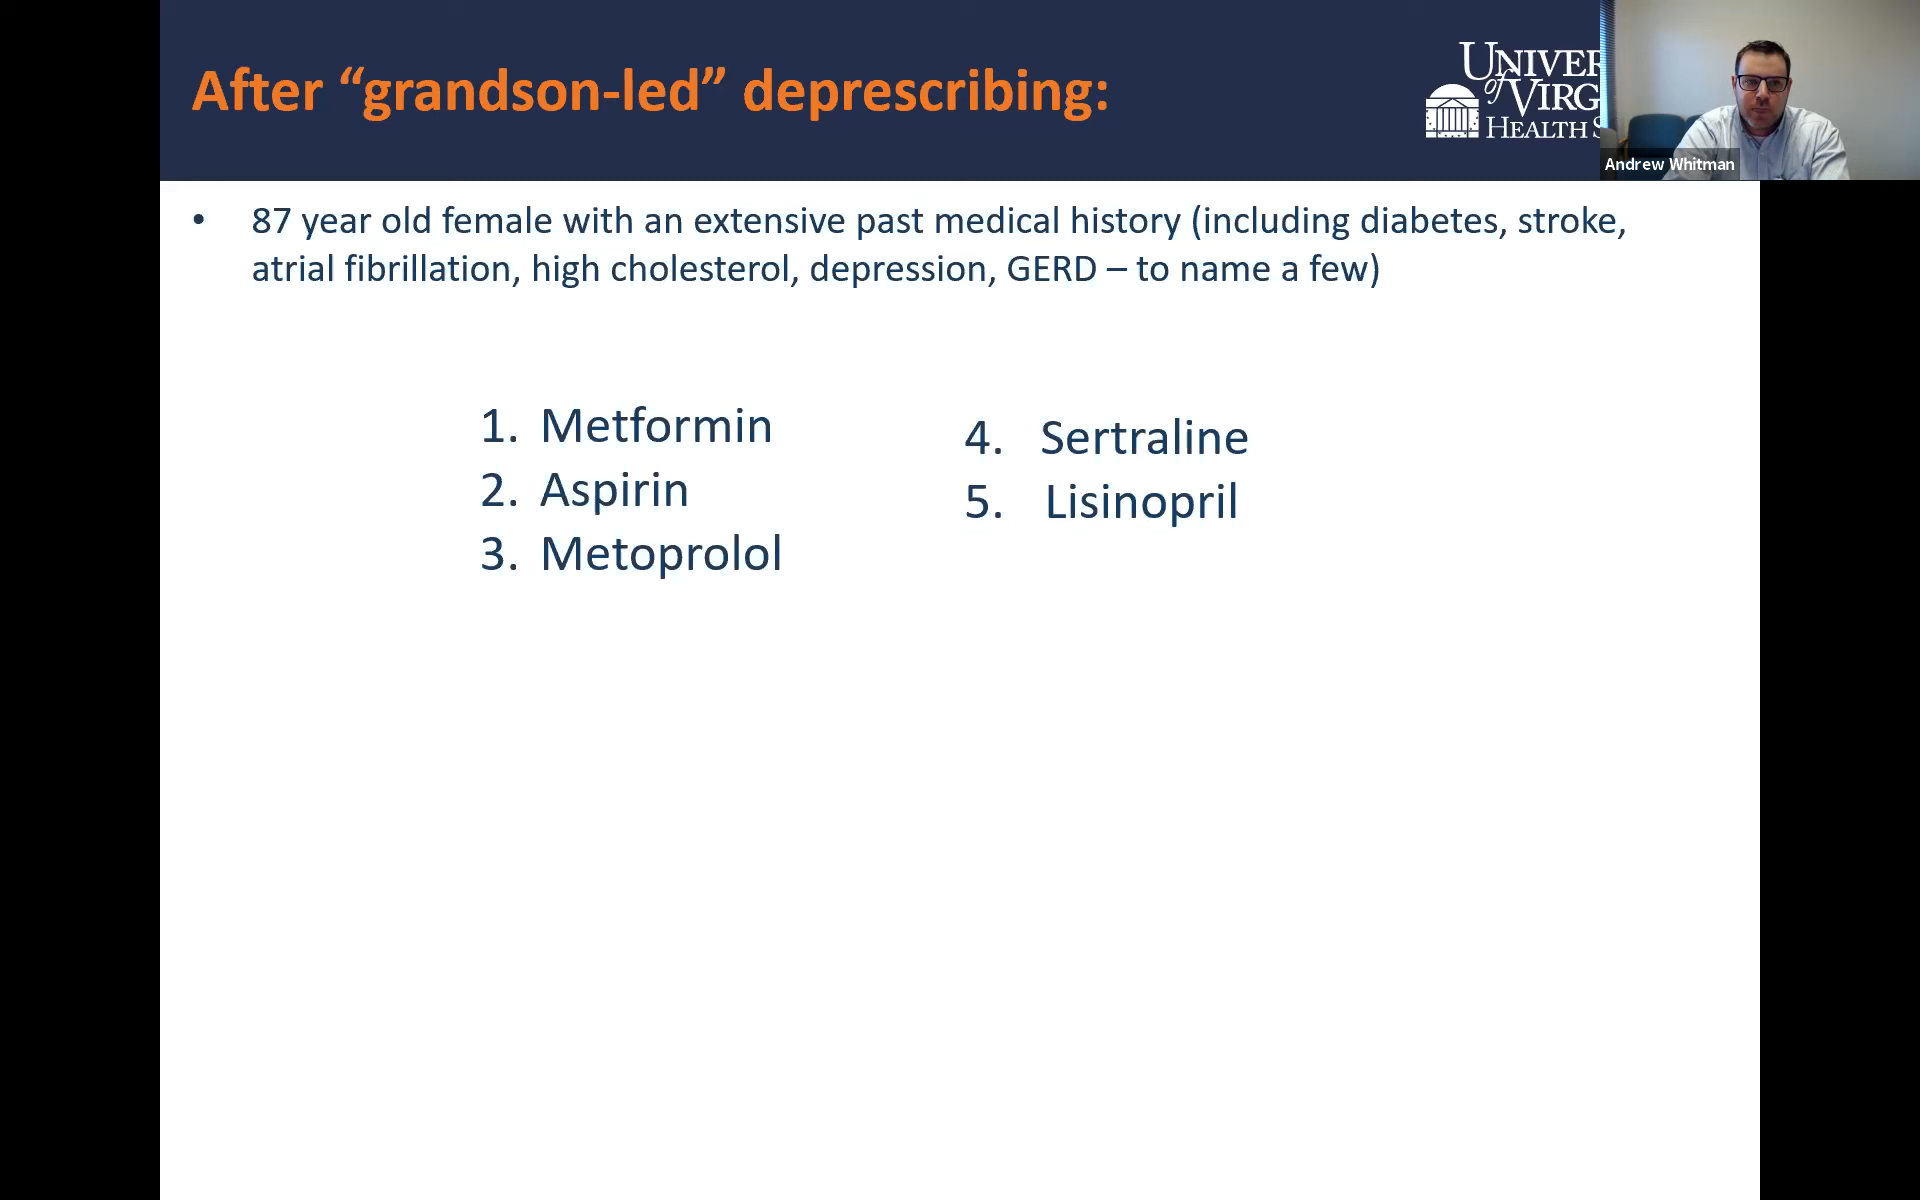 After “grandson-led” deprescribing:
UNIVER
of VIRG
HEALTH S
Andrew Whitman
• 87 year old female with an extensive past medical history (including diabetes, stroke,
atrial fibrillation, high cholesterol, depression, GERD – to name a few)
1. Metformin
2. Aspirin
3. Metoprolol
4. Sertraline
5. Lisinopril